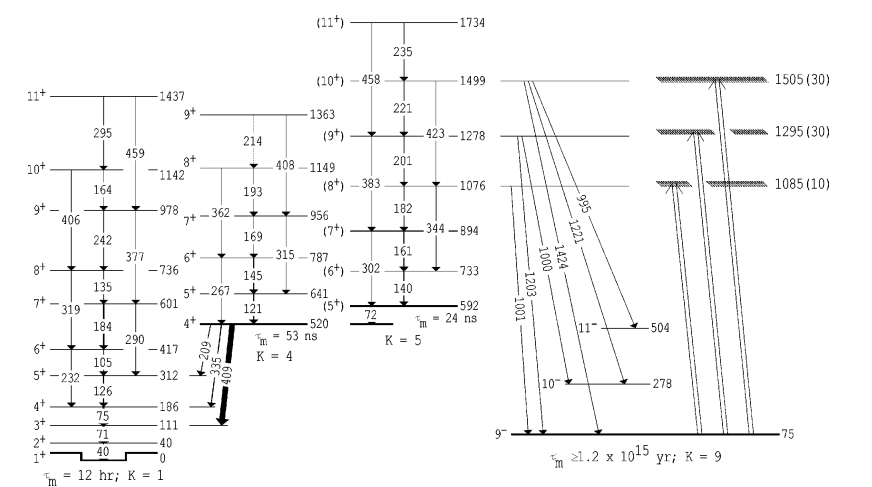 (11⁺) 1734
235
(10⁺) 458 1499 1505(30)
11⁺ 1437 221
9⁺ 1363 423
295 (9⁺) 1278 1295(30)
459 214 201
408
10⁺ 1142 8⁺ 1149 (8⁺) 383 1076 1085(10)
164 193 182
9⁺ 978 362 995
406 7⁺ 956 344 1221
242 169 (7⁺) 894 1424
377 315 161 1000
8⁺ 736 6⁺ 787 302 1203
135 145 (6⁺) 733 1001
7⁺ 601 267 5⁺ 641 140
319 184 121 (5⁺) 592
290 4⁺ 520 72 τm = 24 ns 11⁻ 504
6⁺ 417 209 335 409 τm = 53 ns K = 5
105 K = 4
232 5⁺ 312 10⁻ 278
126
4⁺ 186
75
3⁺ 111 9⁻ 75
71
2⁺ 40
40
1⁺ 0 τm ≥1.2 x 10¹⁵ yr; K = 9
τm = 12 hr; K = 1